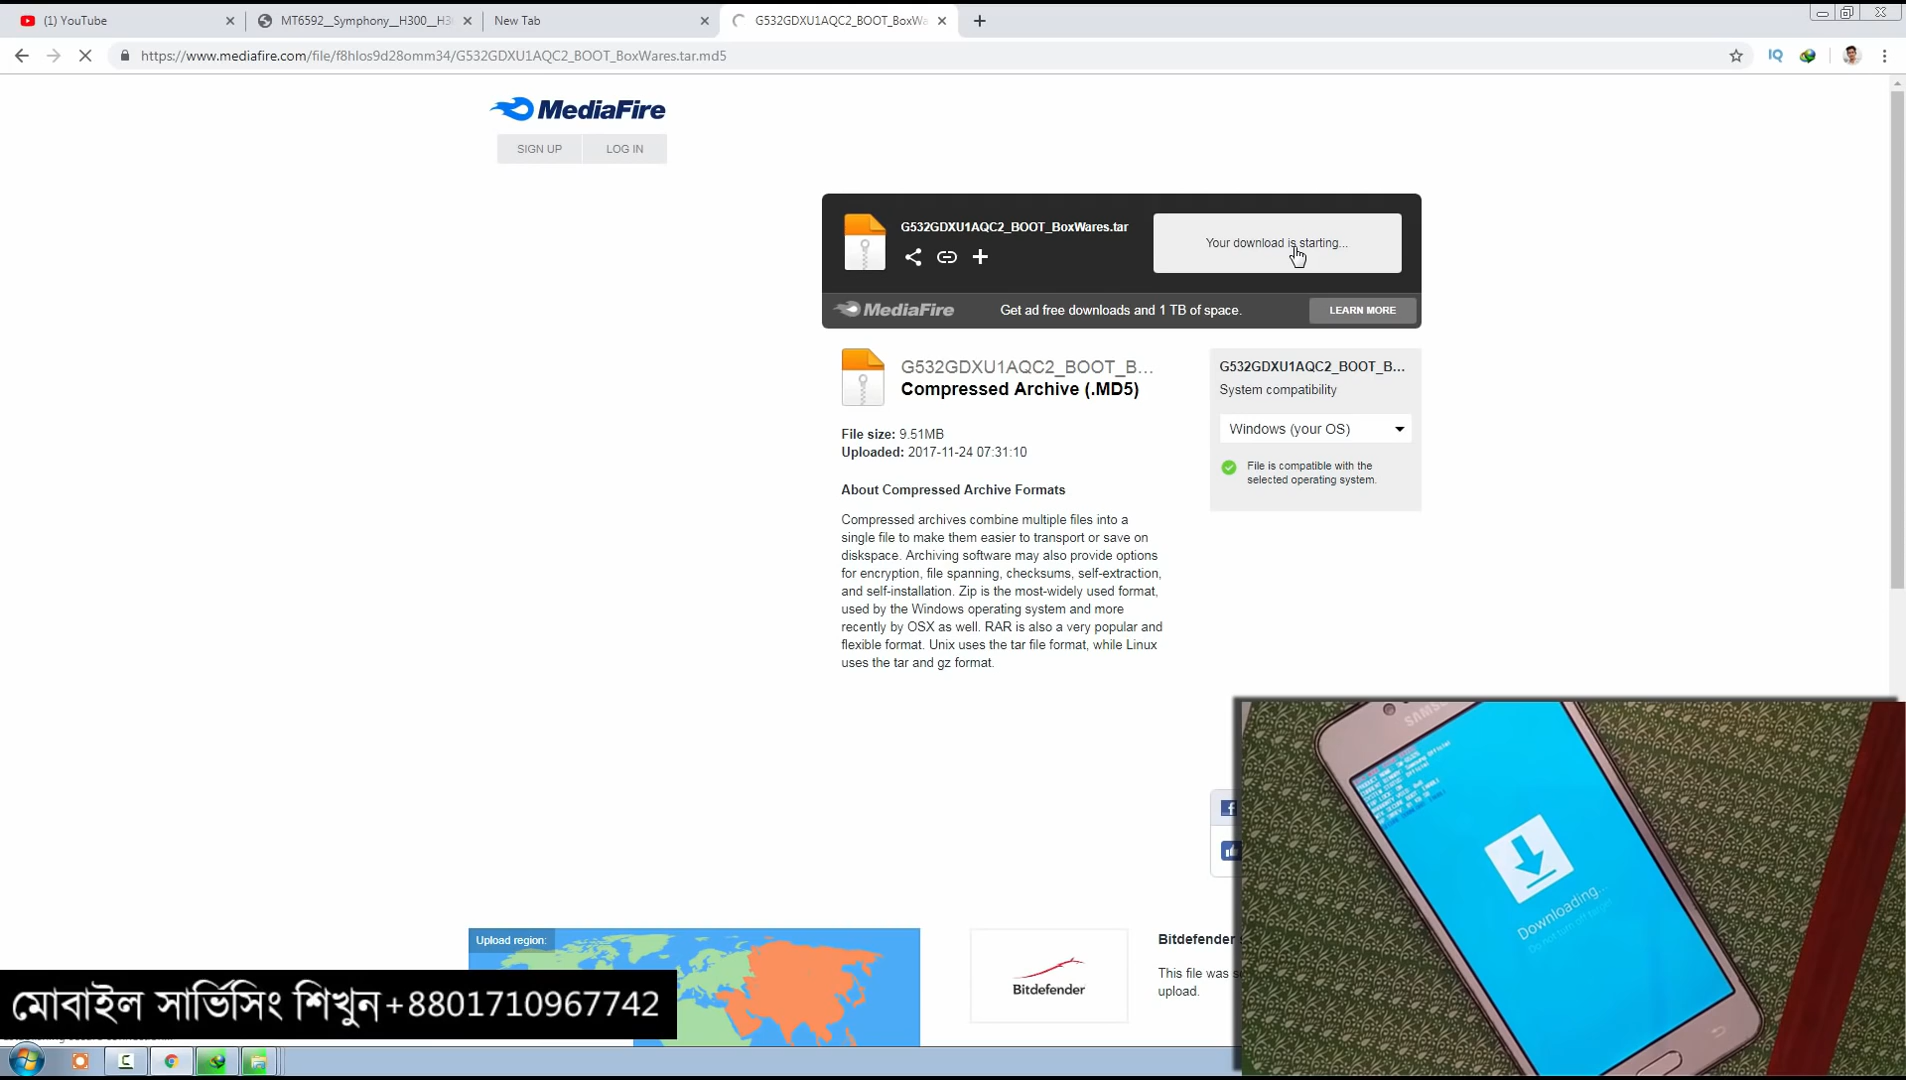 (1) YouTube
MT6592__Symphony__H300__H3
New Tab
G532GDXU1AQC2_BOOT_BoxWa
https://www.mediafire.com/file/f8hlos9d28omm34/G532GDXU1AQC2_BOOT_BoxWares.tar.md5
IQ
MediaFire
SIGN UP
LOG IN
G532GDXU1AQC2_BOOT_BoxWares.tar
Your download is starting...
MediaFire
Get ad free downloads and 1 TB of space.
LEARN MORE
G532GDXU1AQC2_BOOT_B...
Compressed Archive (.MD5)
File size: 9.51MB
Uploaded: 2017-11-24 07:31:10
About Compressed Archive Formats
Compressed archives combine multiple files into a
single file to make them easier to transport or save on
diskspace. Archiving software may also provide options
for encryption, file spanning, checksums, self-extraction,
and self-installation. Zip is the most-widely used format,
used by the Windows operating system and more
recently by OSX as well. RAR is also a very popular and
flexible format. Unix uses the tar file format, while Linux
uses the tar and gz format.
G532GDXU1AQC2_BOOT_B...
System compatibility
Windows (your OS)
File is compatible with the
selected operating system.
Upload region:
Bitdefender
Bitdefender
This file was
upload.
SAMSUNG
Downloading...
Do not turn off target
মোবাইল সার্ভিসিং শিখুন+8801710967742